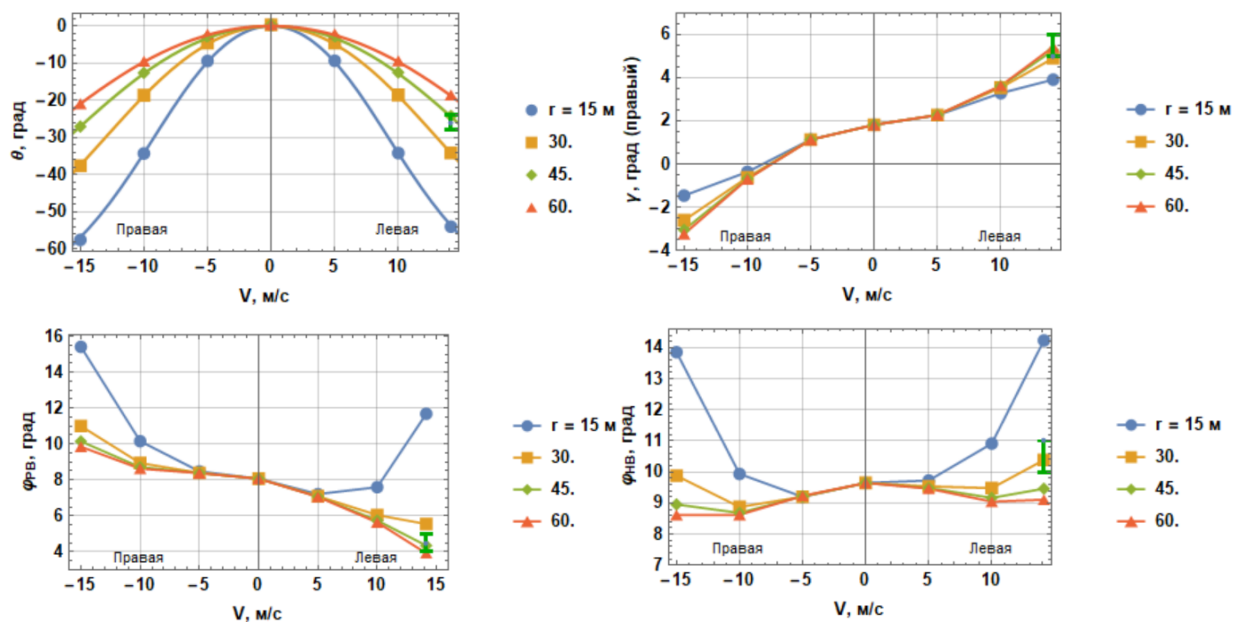 0
−10
−20
−30
−40
−50
−60
θ, град
Правая
Левая
−15 −10 −5 0 5 10
V, м/с
r = 15 м
30.
45.
60.
6
4
2
0
−2
−4
γ, град (правый)
Правая
Левая
−15 −10 −5 0 5 10
V, м/с
r = 15 м
30.
45.
60.
16
14
12
10
8
6
4
φРВ, град
Правая
Левая
−15 −10 −5 0 5 10 15
V, м/с
r = 15 м
30.
45.
60.
14
13
12
11
10
9
8
7
φНВ, град
Правая
Левая
−15 −10 −5 0 5 10
V, м/с
r = 15 м
30.
45.
60.